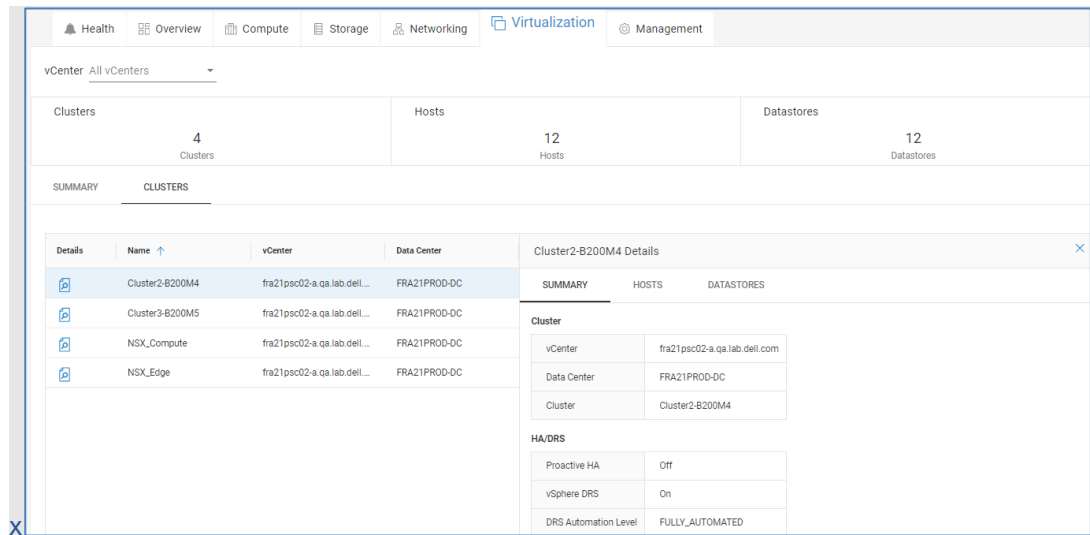 Health Overview Compute Storage Networking Virtualization Management
vCenter All vCenters
Clusters Hosts Datastores
4 12 12
Clusters Hosts Datastores
SUMMARY CLUSTERS
Details Name ↑ vCenter Data Center
Cluster2-B200M4 fra21psc02-a.qa.lab.dell.... FRA21PROD-DC
Cluster3-B200M5 fra21psc02-a.qa.lab.dell.... FRA21PROD-DC
NSX_Compute fra21psc02-a.qa.lab.dell.... FRA21PROD-DC
NSX_Edge fra21psc02-a.qa.lab.dell.... FRA21PROD-DC
Cluster2-B200M4 Details
SUMMARY HOSTS DATASTORES
Cluster
vCenter fra21psc02-a.qa.lab.dell.com
Data Center FRA21PROD-DC
Cluster Cluster2-B200M4
HA/DRS
Proactive HA Off
vSphere DRS On
DRS Automation Level FULLY_AUTOMATED
X